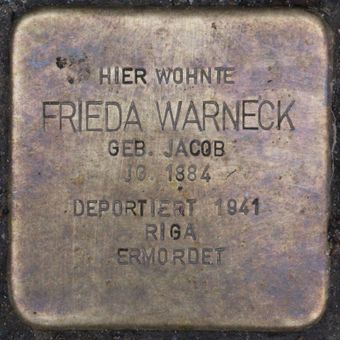 HIER WOHNTE
FRIEDA WARNECK
GEB. JACOB
JG. 1884
DEPORTIERT 1941
RIGA
ERMORDET